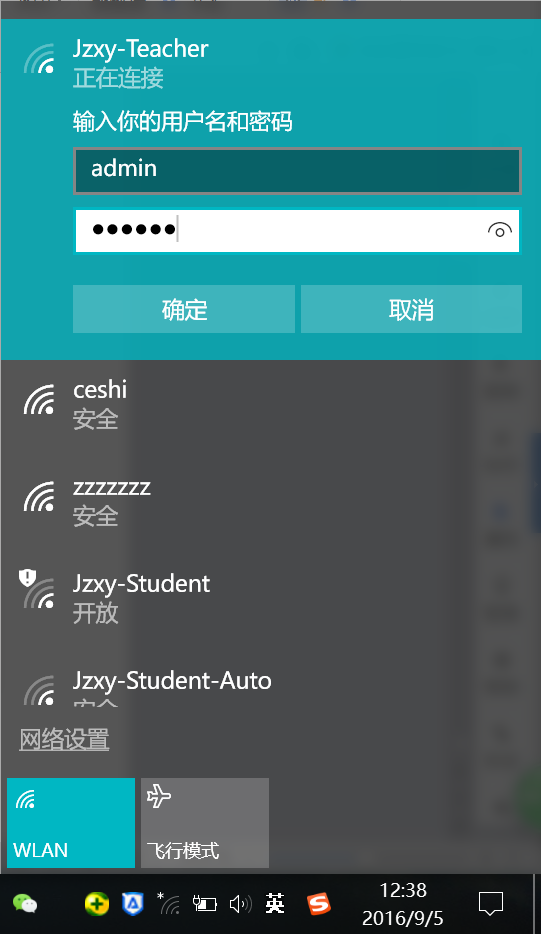 Jzxy-Teacher
正在连接
输入你的用户名和密码
admin
确定
取消
ceshi
安全
zzzzzzz
安全
Jzxy-Student
开放
Jzxy-Student-Auto
安全
网络设置
WLAN
飞行模式
英
12:38
2016/9/5